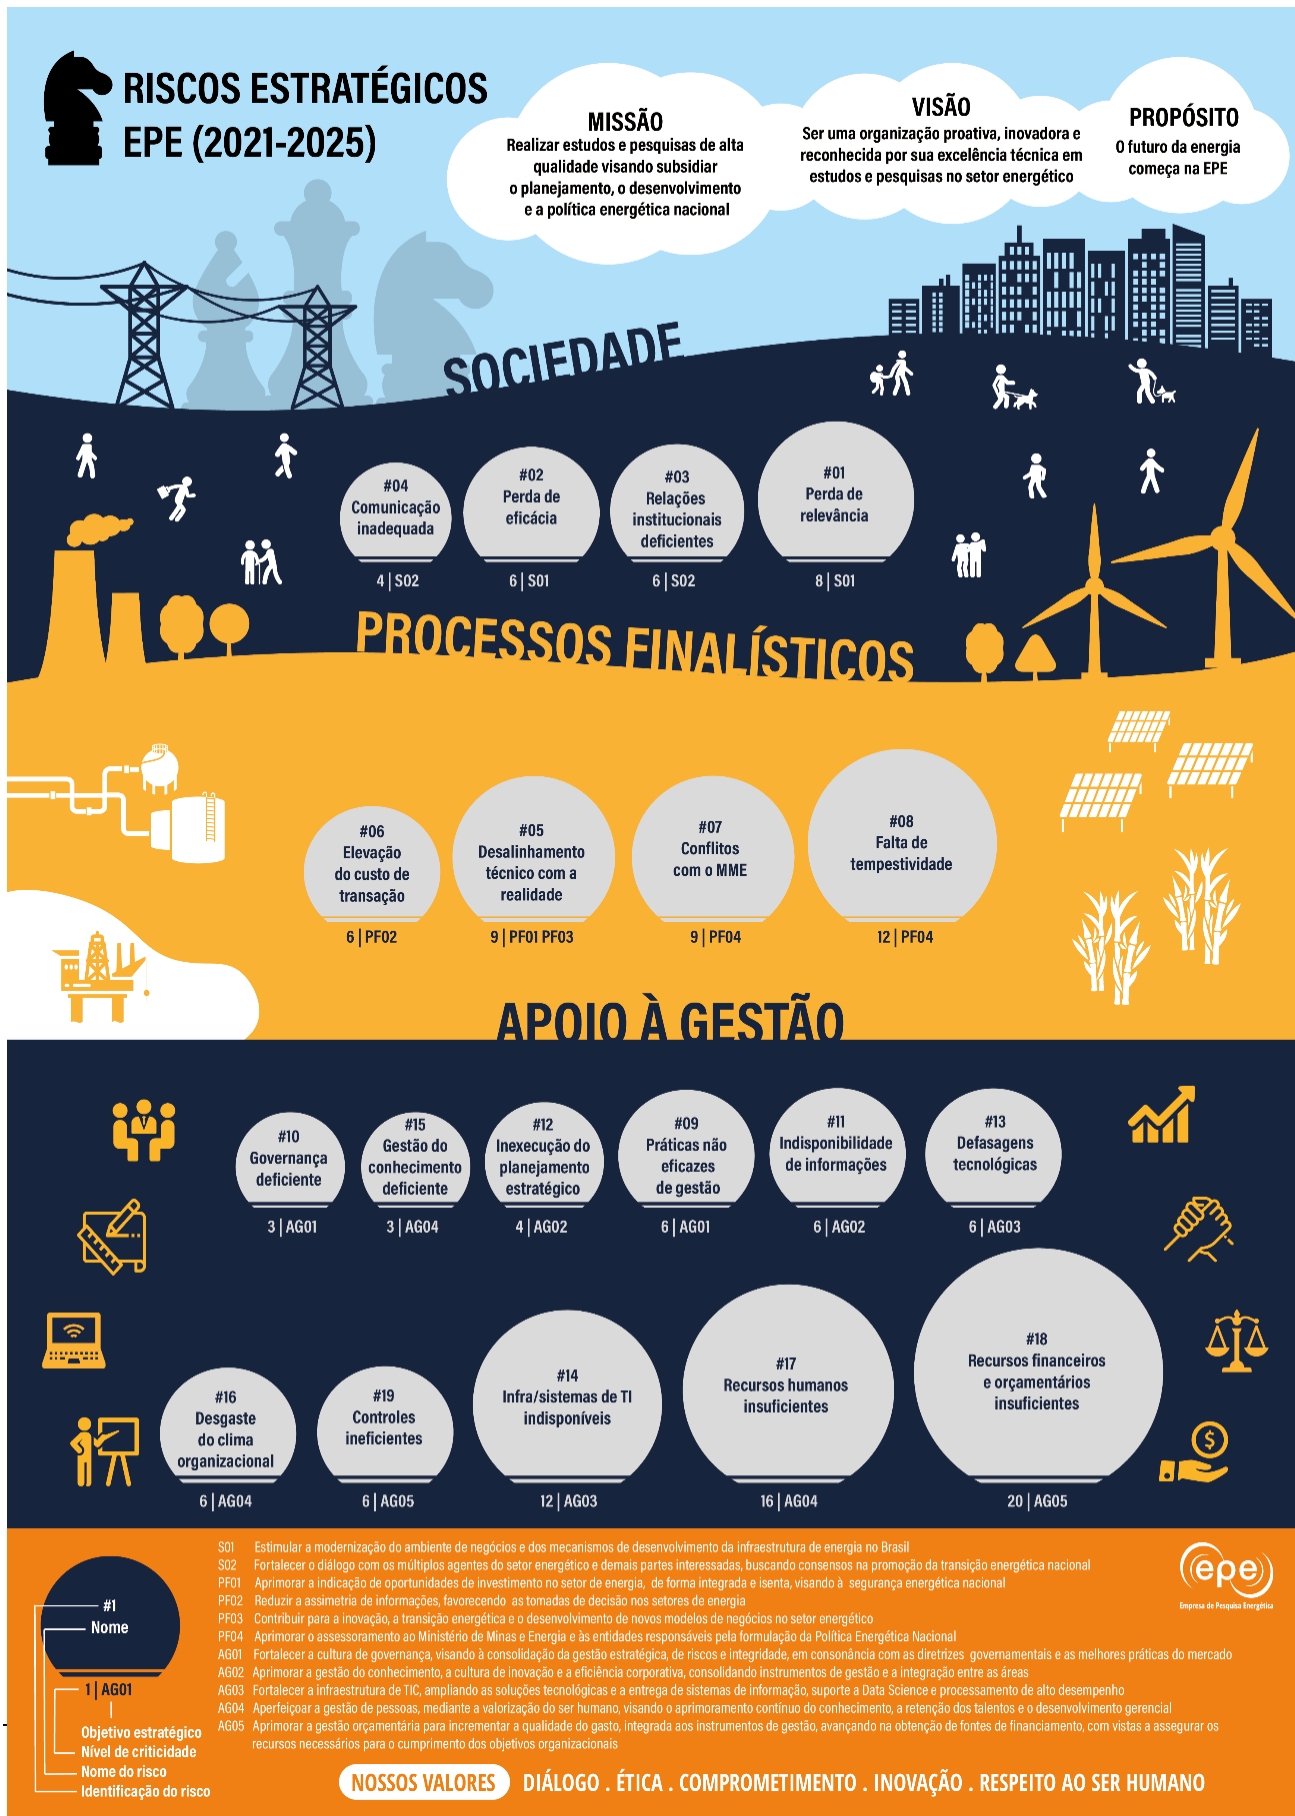 RISCOS ESTRATÉGICOS
EPE (2021-2025)
MISSÃO
Realizar estudos e pesquisas de alta
qualidade visando subsidiar
o planejamento, o desenvolvimento
e a política energética nacional
VISÃO
Ser uma organização proativa, inovadora e
reconhecida por sua excelência técnica em
estudos e pesquisas no setor energético
PROPÓSITO
O futuro da energia
começa na EPE
SOCIEDADE
#04
Comunicação
inadequada
4 | S02
#02
Perda de
eficácia
6 | S01
#03
Relações
institucionais
deficientes
6 | S02
#01
Perda de
relevância
8 | S01
PROCESSOS FINALÍSTICOS
#06
Elevação
do custo de
transação
6 | PF02
#05
Desalinhamento
técnico com a
realidade
9 | PF01 PF03
#07
Conflitos
com o MME
9 | PF04
#08
Falta de
tempestividade
12 | PF04
APOIO À GESTÃO
#10
Governança
deficiente
3 | AG01
#15
Gestão do
conhecimento
deficiente
3 | AG04
#12
Inexecução do
planejamento
estratégico
4 | AG02
#09
Práticas não
eficazes
de gestão
6 | AG01
#11
Indisponibilidade
de informações
6 | AG02
#13
Defasagens
tecnológicas
6 | AG03
#16
Desgaste
do clima
organizacional
6 | AG04
#19
Controles
ineficientes
6 | AG05
#14
Infra/sistemas de TI
indisponíveis
12 | AG03
#17
Recursos humanos
insuficientes
16 | AG04
#18
Recursos financeiros
e orçamentários
insuficientes
20 | AG05
#1
Nome
1 | AG01
Objetivo estratégico
Nível de criticidade
Nome do risco
Identificação do risco
S01 Estimular a modernização do ambiente de negócios e dos mecanismos de desenvolvimento da infraestrutura de energia no Brasil
S02 Fortalecer o diálogo com os múltiplos agentes do setor energético e demais partes interessadas, buscando consensos na promoção da transição energética nacional
PF01 Aprimorar a indicação de oportunidades de investimento no setor de energia, de forma integrada e isenta, visando à segurança energética nacional
PF02 Reduzir a assimetria de informações, favorecendo as tomadas de decisão nos setores de energia
PF03 Contribuir para a inovação, a transição energética e o desenvolvimento de novos modelos de negócios no setor energético
PF04 Aprimorar o assessoramento ao Ministério de Minas e Energia e às entidades responsáveis pela formulação da Política Energética Nacional
AG01 Fortalecer a cultura de governança, visando à consolidação da gestão estratégica, de riscos e integridade, em consonância com as diretrizes governamentais e as melhores práticas do mercado
AG02 Aprimorar a gestão do conhecimento, a cultura de inovação e a eficiência corporativa, consolidando instrumentos de gestão e a integração entre as áreas
AG03 Fortalecer a infraestrutura de TIC, ampliando as soluções tecnológicas e a entrega de sistemas de informação, suporte a Data Science e processamento de alto desempenho
AG04 Aperfeiçoar a gestão de pessoas, mediante a valorização do ser humano, visando o aprimoramento contínuo do conhecimento, a retenção dos talentos e o desenvolvimento gerencial
AG05 Aprimorar a gestão orçamentária para incrementar a qualidade do gasto, integrada aos instrumentos de gestão, avançando na obtenção de fontes de financiamento, com vistas a assegurar os
recursos necessários para o cumprimento dos objetivos organizacionais
epe
Empresa de Pesquisa Energética
NOSSOS VALORES DIÁLOGO . ÉTICA . COMPROMETIMENTO . INOVAÇÃO . RESPEITO AO SER HUMANO